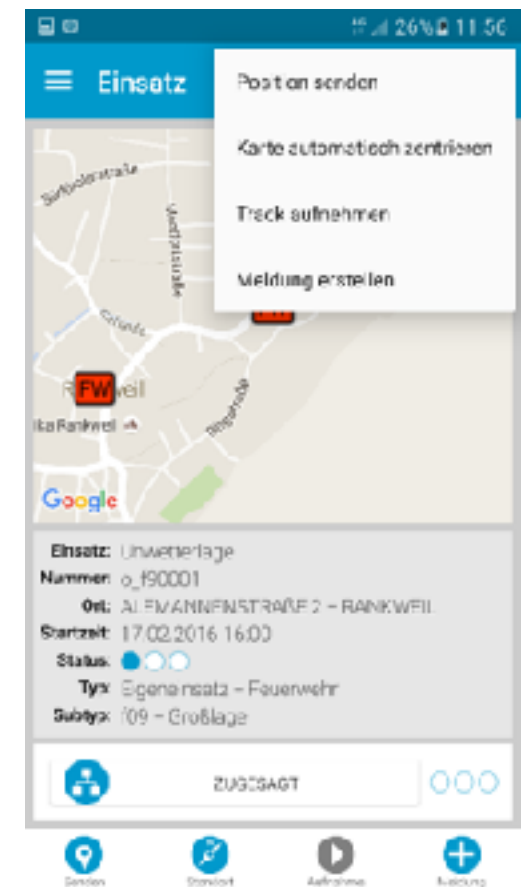 26% 11:56
Einsatz
Position senden
Karte automatisch zentrieren
Track aufnehmen
Meldung erstellen
FW
FW
Google
Einsatz: Unwetterlage
Nummer: o_f90001
Ort: ALEMANNENSTRAßE 2 – RANKWEIL
Startzeit: 17.02.2016 16:00
Status:
Typ: Eigeneinsatz – Feuerwehr
Subtyp: f09 – Großlage
ZUGESAGT
Senden Standort Aufnahme Meldung